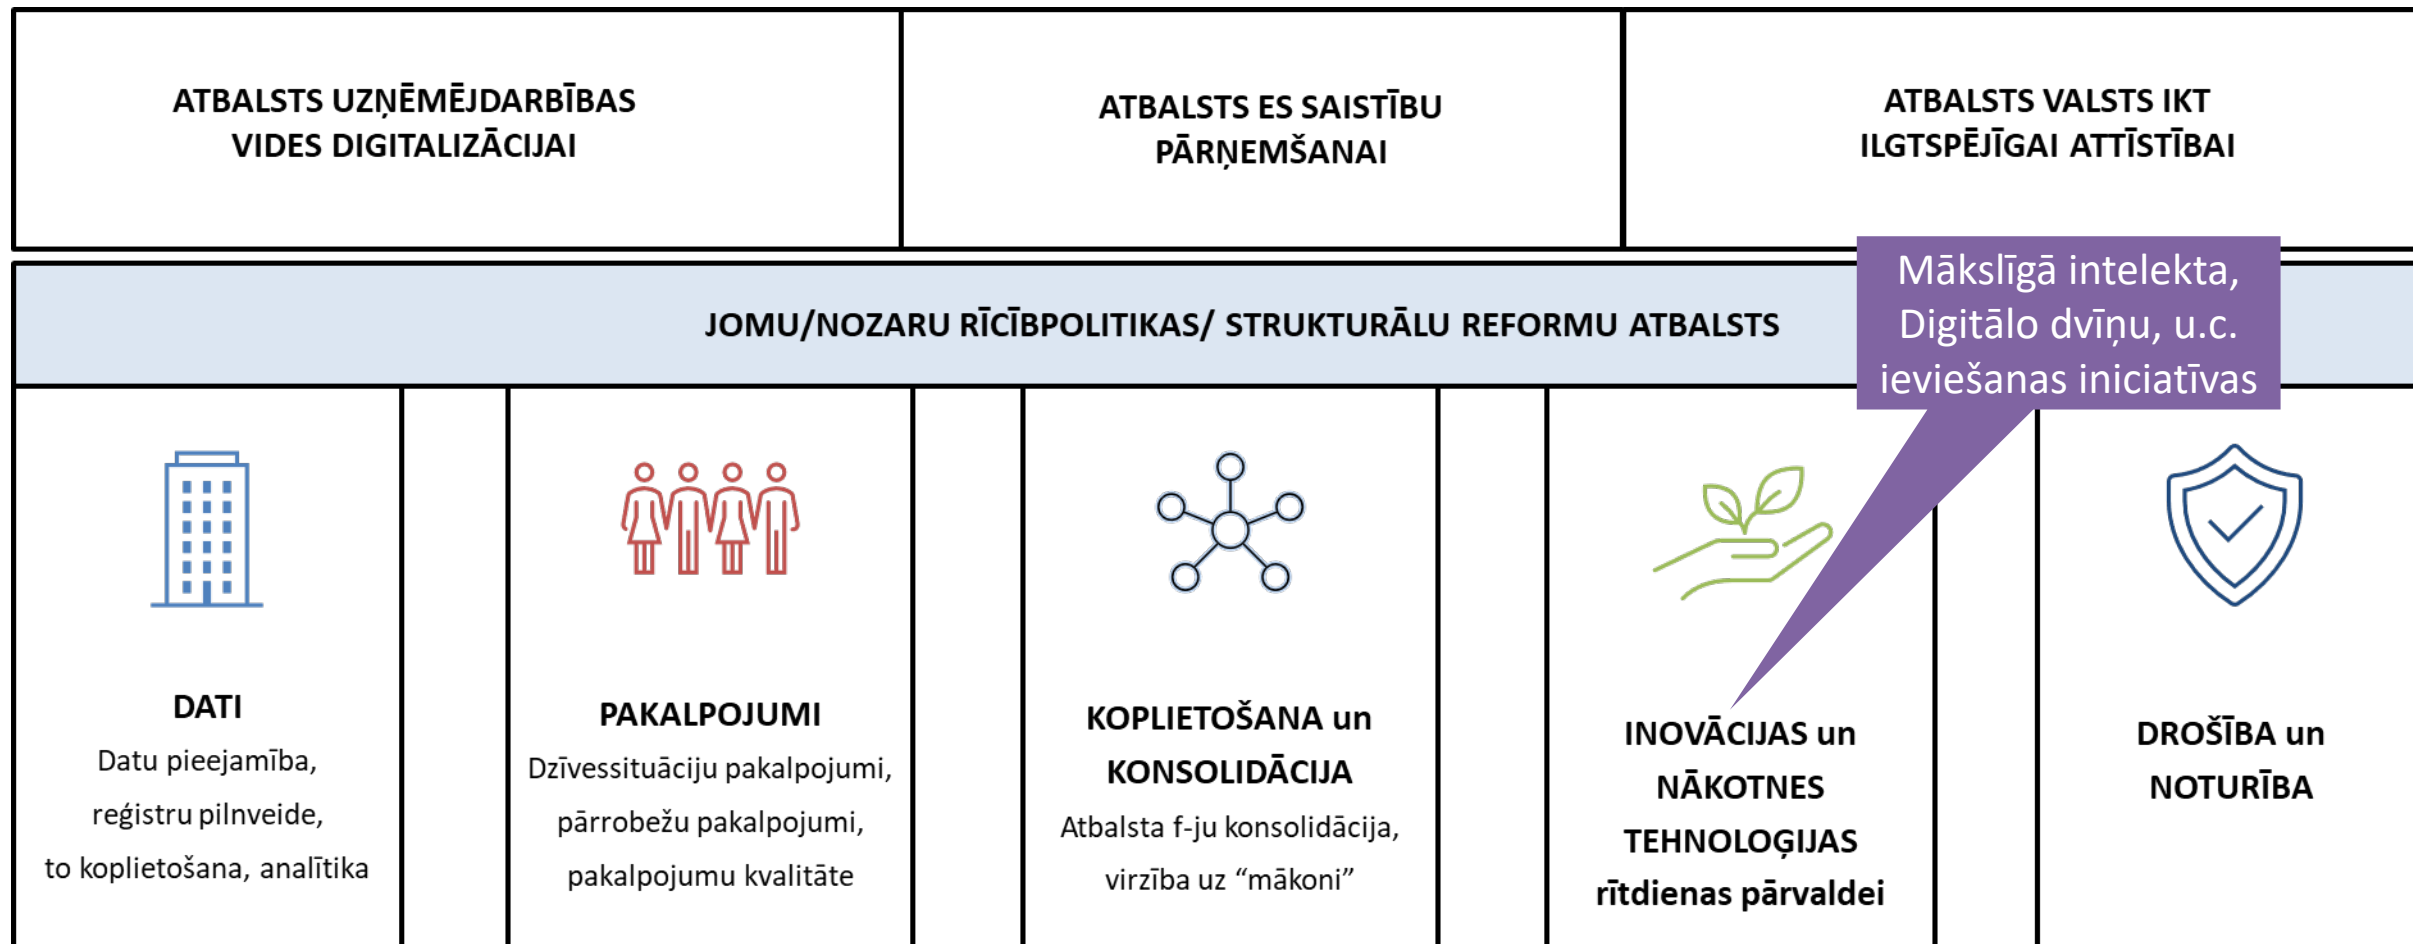 ATBALSTS UZŅĒMĒJDARBĪBAS
VIDES DIGITALIZĀCIJAI
ATBALSTS ES SAISTĪBU
PĀRŅEMŠANAI
ATBALSTS VALSTS IKT
ILGTSPĒJĪGAI ATTĪSTĪBAI
JOMU/NOZARU RĪCĪBPOLITIKAS/ STRUKTURĀLU REFORMU ATBALSTS
Mākslīgā intelekta,
Digitālo dvīņu, u.c.
ieviešanas iniciatīvas
DATI
Datu pieejamība,
reģistru pilnveide,
to koplietošana, analītika
PAKALPOJUMI
Dzīvessituāciju pakalpojumi,
pārrobežu pakalpojumi,
pakalpojumu kvalitāte
KOPLIETOŠANA un
KONSOLIDĀCIJA
Atbalsta f-ju konsolidācija,
virzība uz “mākoni”
INOVĀCIJAS un
NĀKOTNES
TEHNOLOĢIJAS
rītdienas pārvaldei
DROŠĪBA un
NOTURĪBA